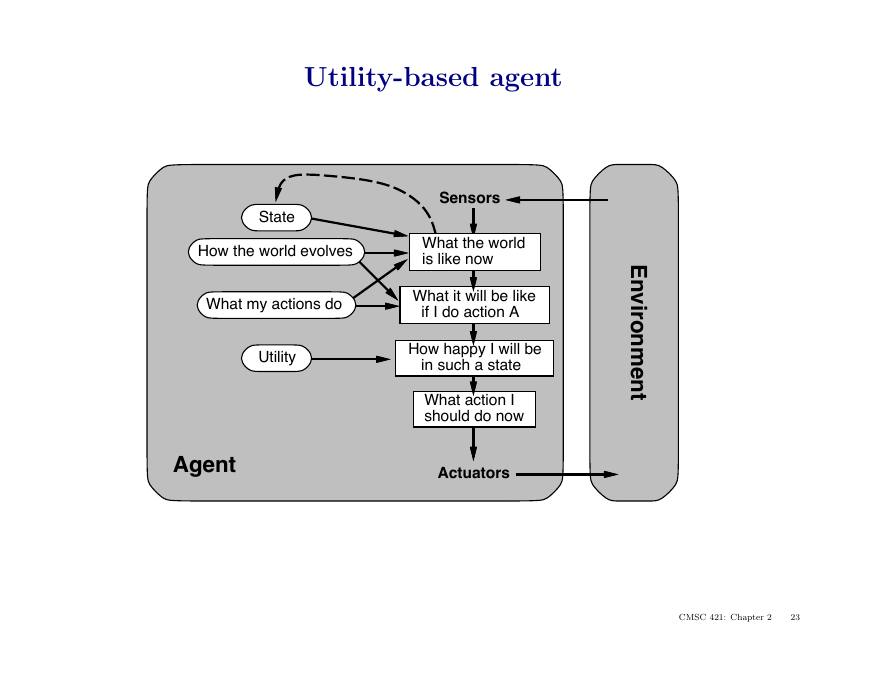 Utility-based agent
Sensors
State
What the world
is like now
How the world evolves
What it will be like
if I do action A
What my actions do
How happy I will be
in such a state
Utility
What action I
should do now
Agent
Actuators
Environment
CMSC 421: Chapter 2 23